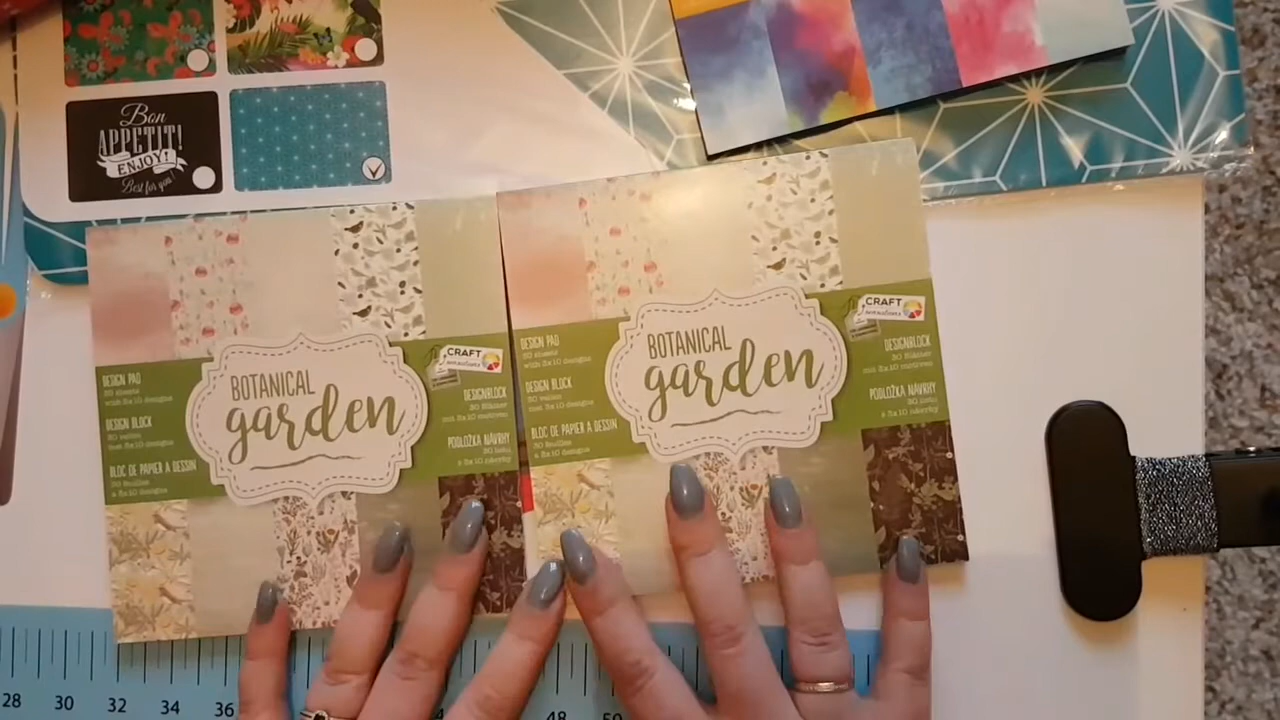 Bon
APPETIT!
ENJOY!
Best for you!
BOTANICAL
garden
DESIGN PAD
30 sheets
with 3x10 designs
DESIGN BLOCK
30 vellen
met 3x10 designs
BLOC DE PAPIER A DESSIN
30 feuilles
a 3x10 designs
CRAFT
Sensations
DESIGNBLOCK
30 Blätter
mit 3x10 motiven
PODLOŽKA NÁVRHY
30 listů
s 3x10 návrhy
BOTANICAL
garden
DESIGN PAD
30 sheets
with 3x10 designs
DESIGN BLOCK
30 vellen
met 3x10 designs
BLOC DE PAPIER A DESSIN
30 feuilles
a 3x10 designs
CRAFT
Sensations
DESIGNBLOCK
30 Blätter
mit 3x10 motiven
PODLOŽKA NÁVRHY
30 listů
s 3x10 návrhy
28 30 32 34 36 48 50